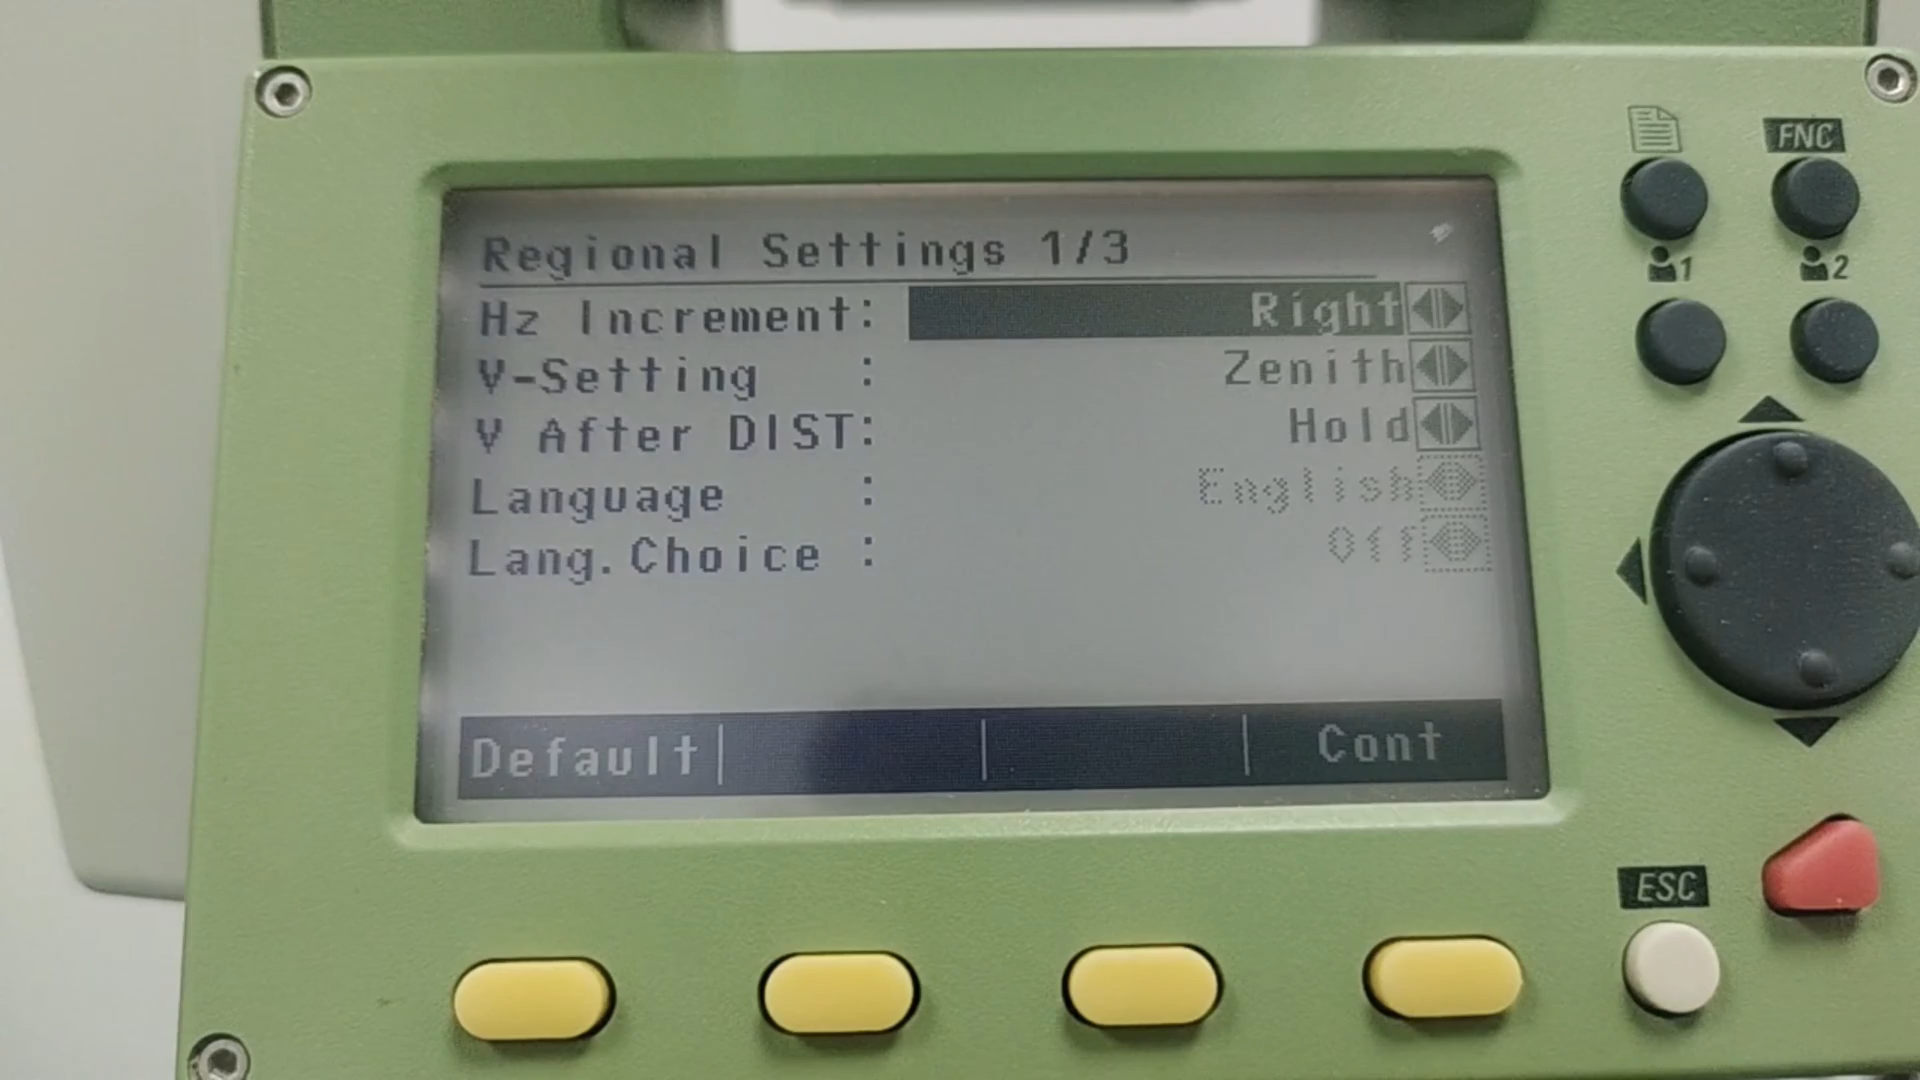 Regional Settings 1/3
Hz Increment: Right
V-Setting : Zenith
V After DIST: Hold
Language : English
Lang.Choice : Off
Default Cont
FNC
1 2
ESC